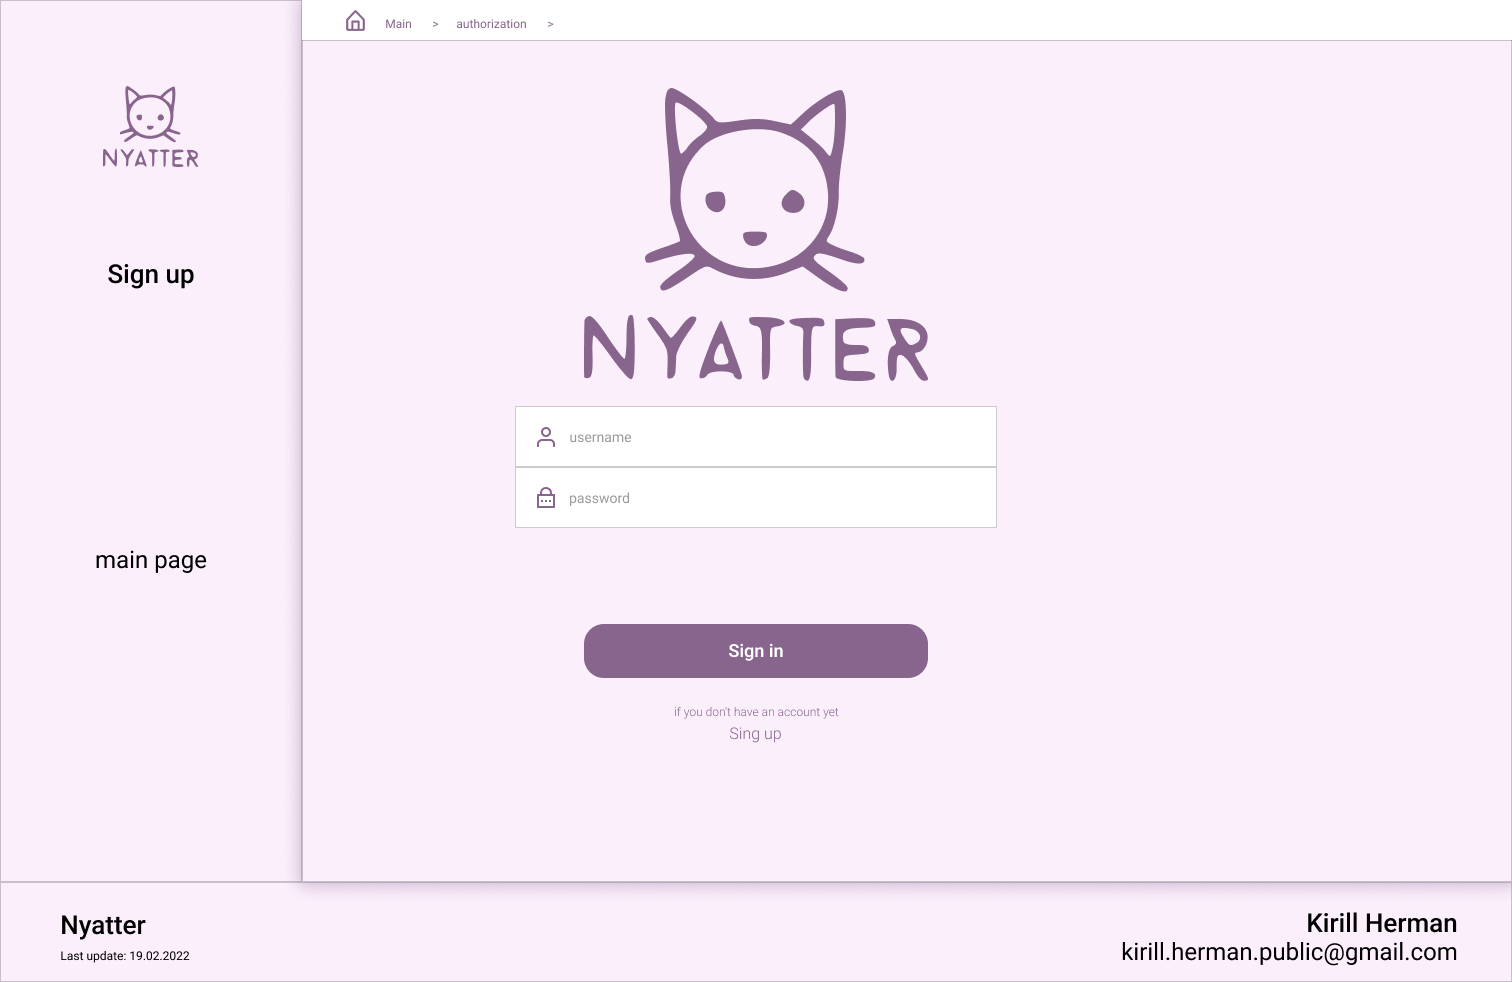 Main > authorization >
NYATTER
Sign up
main page
NYATTER
username
password
Sign in
if you don't have an account yet
Sing up
Nyatter
Last update: 19.02.2022
Kirill Herman
kirill.herman.public@gmail.com